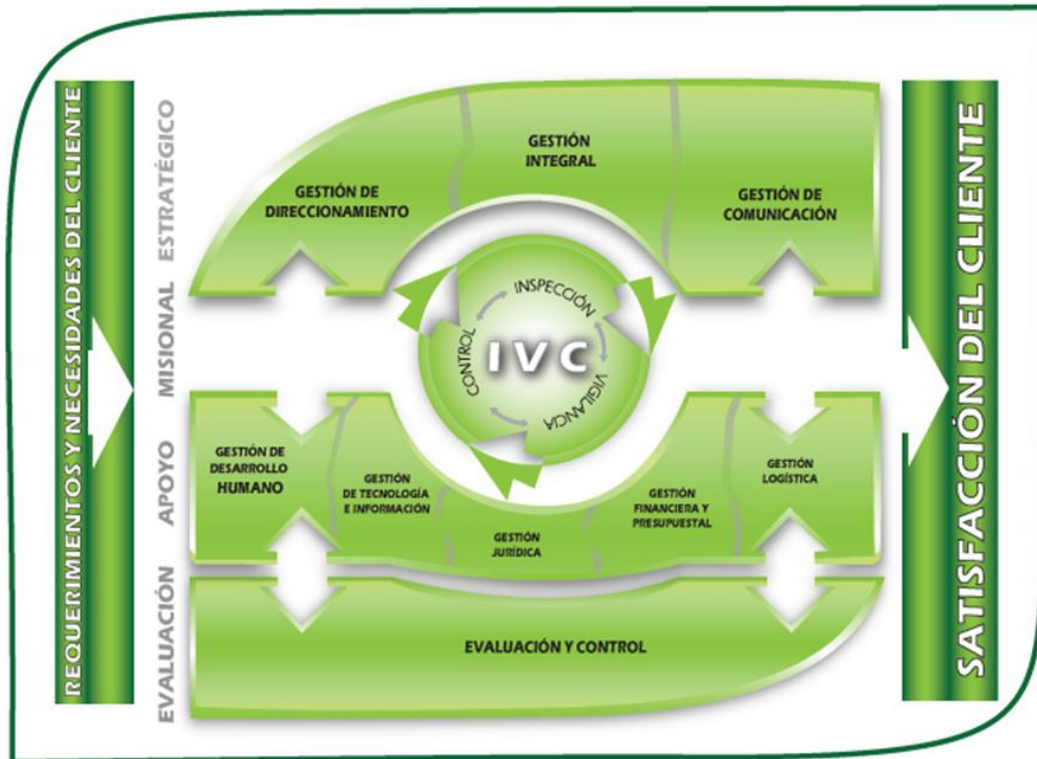 REQUERIMIENTOS Y NECESIDADES DEL CLIENTE
ESTRATÉGICO
GESTIÓN DE
DIRECCIONAMIENTO
GESTIÓN
INTEGRAL
GESTIÓN DE
COMUNICACIÓN
MISIONAL
INSPECCIÓN
VIGILANCIA
CONTROL
IVC
APOYO
GESTIÓN DE
DESARROLLO
HUMANO
GESTIÓN
DE TECNOLOGÍA
E INFORMACIÓN
GESTIÓN
JURÍDICA
GESTIÓN
FINANCIERA Y
PRESUPUESTAL
GESTIÓN
LOGÍSTICA
EVALUACIÓN
EVALUACIÓN Y CONTROL
SATISFACCIÓN DEL CLIENTE